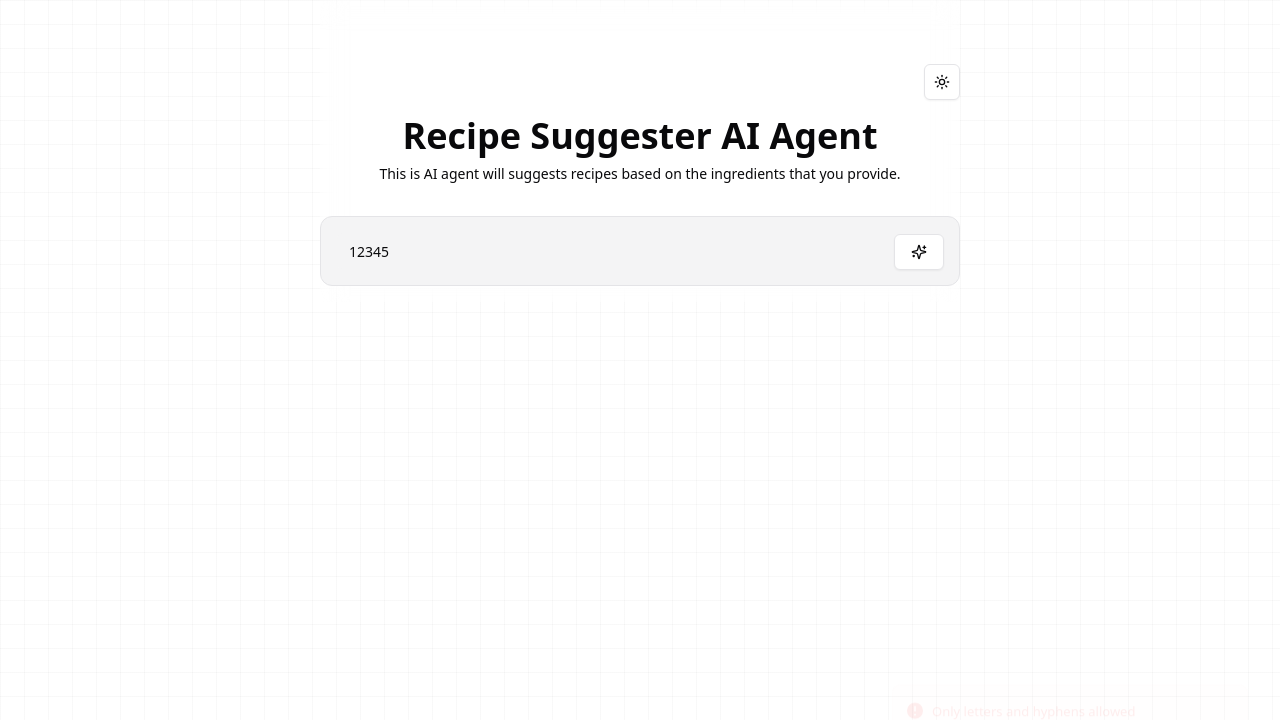 Recipe Suggester AI Agent
This is AI agent will suggests recipes based on the ingredients that you provide.
12345
Only letters and hyphens allowed